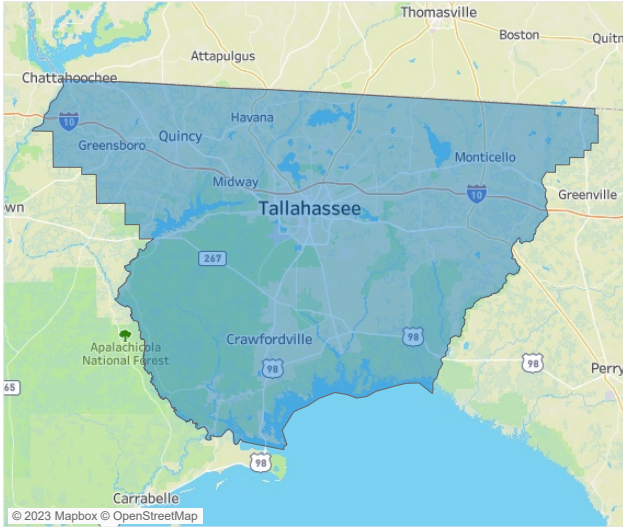 Thomasville
Boston
Quitm
Attapulgus
Chattahoochee
10
Havana
Quincy
Greensboro
Monticello
Midway
10
Greenville
Tallahassee
wn
267
Crawfordville
98
Apalachicola
National Forest
98
98
Perry
65
98
Carrabelle
© 2023 Mapbox © OpenStreetMap